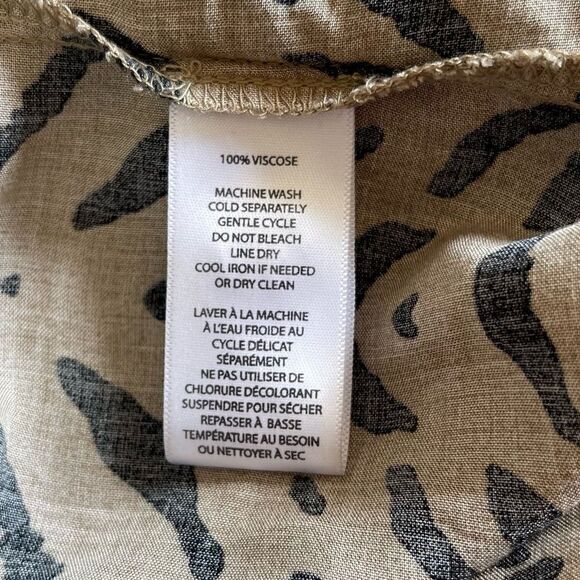 100% VISCOSE
MACHINE WASH
COLD SEPARATELY
GENTLE CYCLE
DO NOT BLEACH
LINE DRY
COOL IRON IF NEEDED
OR DRY CLEAN
LAVER À LA MACHINE
À L'EAU FROIDE AU
CYCLE DÉLICAT
SÉPARÉMENT
NE PAS UTILISER DE
CHLORURE DÉCOLORANT
SUSPENDRE POUR SÉCHER
REPASSER À BASSE
TEMPÉRATURE AU BESOIN
OU NETTOYER À SEC